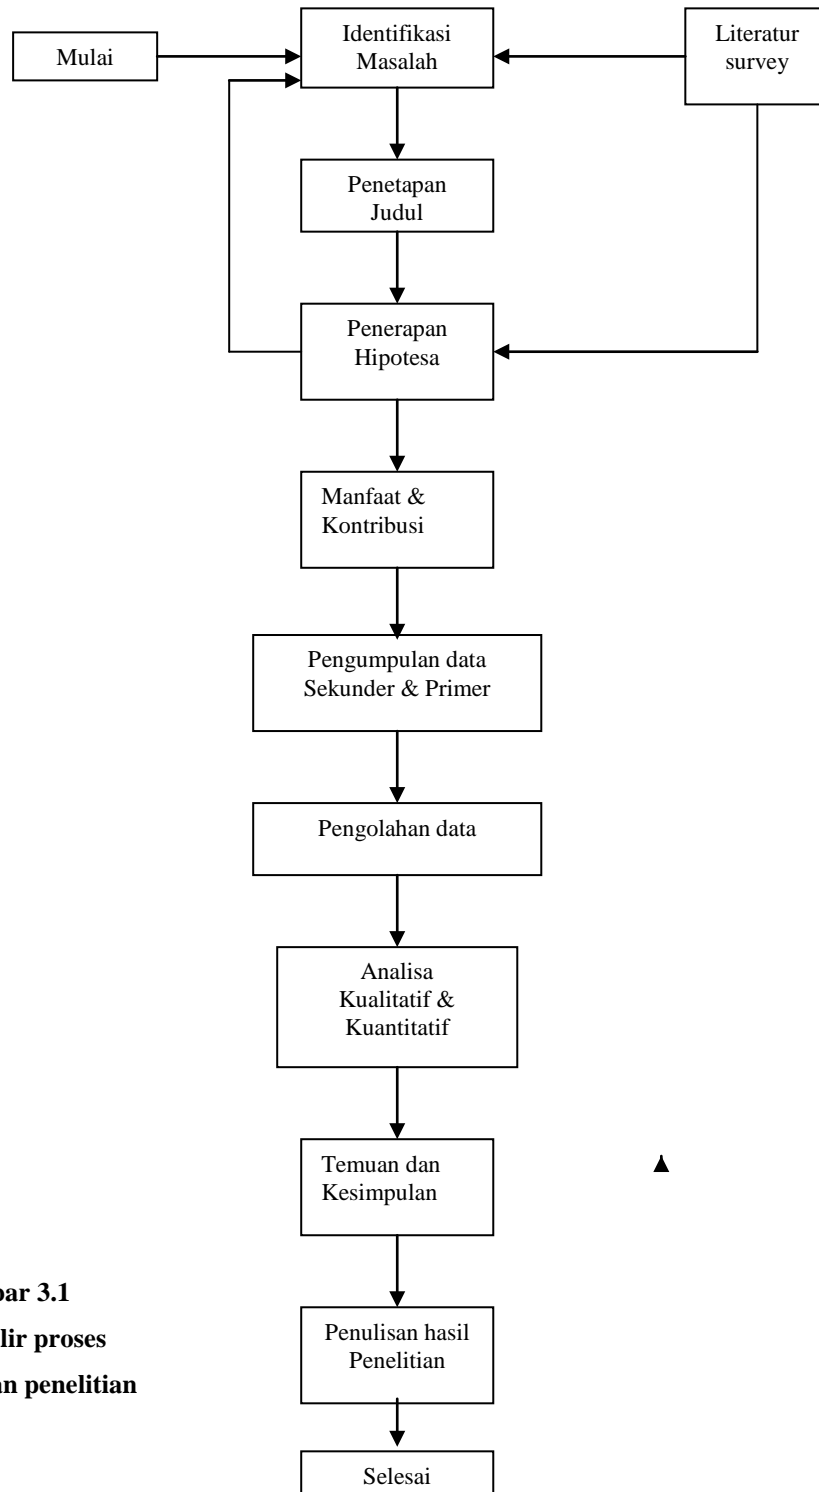 Mulai
Identifikasi
Masalah
Literatur
survey
Penetapan
Judul
Penerapan
Hipotesa
Manfaat &
Kontribusi
Pengumpulan data
Sekunder & Primer
Pengolahan data
Analisa
Kualitatif &
Kuantitatif
Temuan dan
Kesimpulan
Penulisan hasil
Penelitian
Selesai
bar 3.1
lir proses
an penelitian